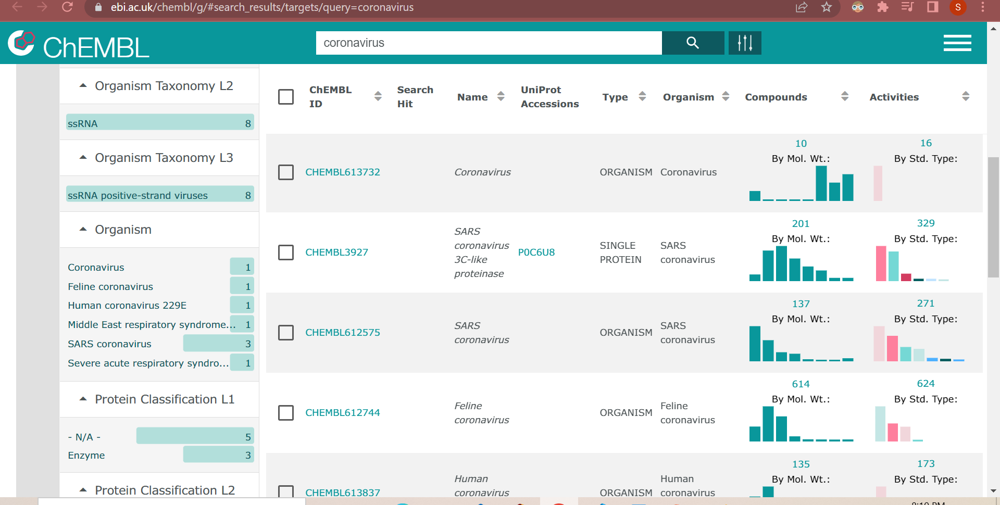 ebi.ac.uk/chembl/g/#search_results/targets/query=coronavirus
S
ChEMBL
coronavirus
Organism Taxonomy L2
ssRNA 8
Organism Taxonomy L3
ssRNA positive-strand viruses 8
Organism
Coronavirus 1
Feline coronavirus 1
Human coronavirus 229E 1
Middle East respiratory syndrome... 1
SARS coronavirus 3
Severe acute respiratory syndro... 1
Protein Classification L1
- N/A - 5
Enzyme 3
Protein Classification L2
ChEMBL
ID
Search
Hit
Name
UniProt
Accessions
Type
Organism
Compounds
Activities
CHEMBL613732
Coronavirus
ORGANISM
Coronavirus
10
By Mol. Wt.:
16
By Std. Type:
CHEMBL3927
SARS
coronavirus
3C-like
proteinase
P0C6U8
SINGLE
PROTEIN
SARS
coronavirus
201
By Mol. Wt.:
329
By Std. Type:
CHEMBL612575
SARS
coronavirus
ORGANISM
SARS
coronavirus
137
By Mol. Wt.:
271
By Std. Type:
CHEMBL612744
Feline
coronavirus
ORGANISM
Feline
coronavirus
614
By Mol. Wt.:
624
By Std. Type:
CHEMBL613837
Human
coronavirus
ORGANISM
Human
coronavirus
135
By Mol. Wt.:
173
By Std. Type:
8:10 PM